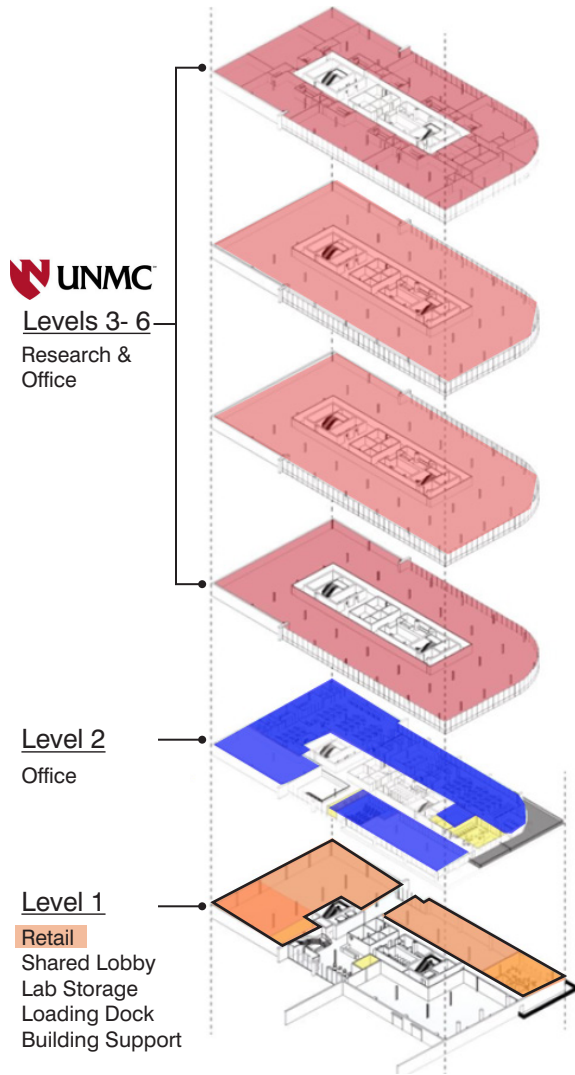 UNMC
Levels 3- 6
Research &
Office
Level 2
Office
Level 1
Retail
Shared Lobby
Lab Storage
Loading Dock
Building Support